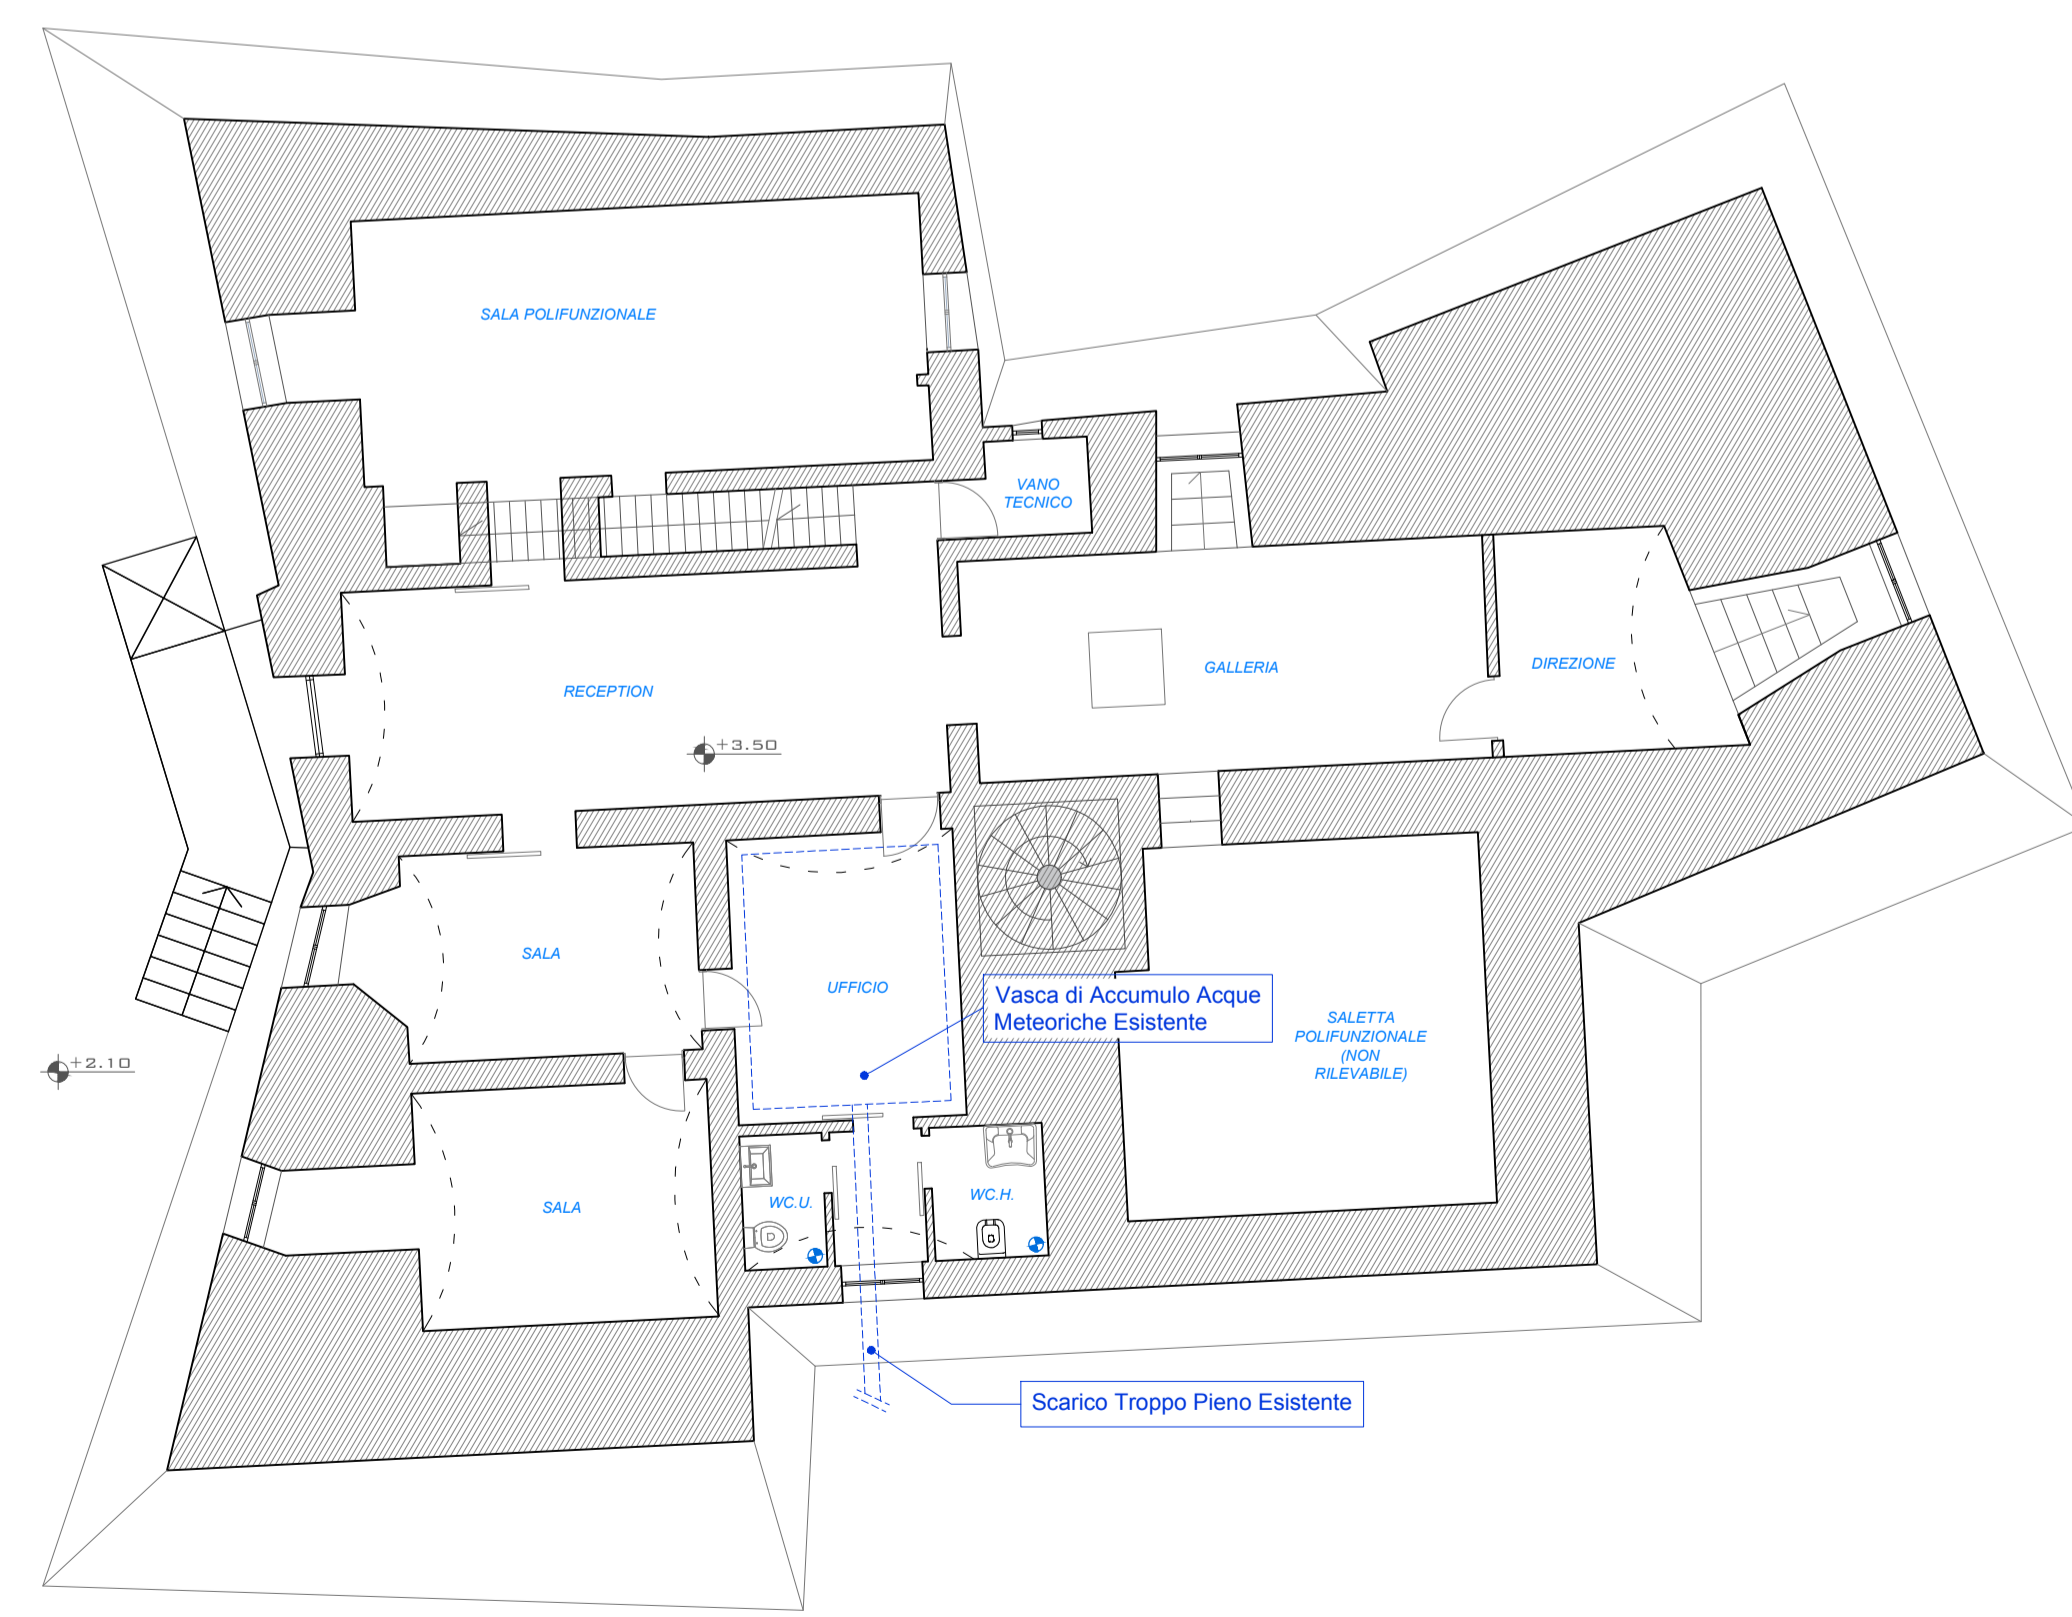 SALA POLIFUNZIONALE
VANO
TECNICO
GALLERIA
DIREZIONE
RECEPTION
+3.50
SALA
UFFICIO
Vasca di Accumulo Acque
Meteoriche Esistente
SALETTA
POLIFUNZIONALE
(NON
RILEVABILE)
+2.10
SALA
WC.U.
WC.H.
Scarico Troppo Pieno Esistente